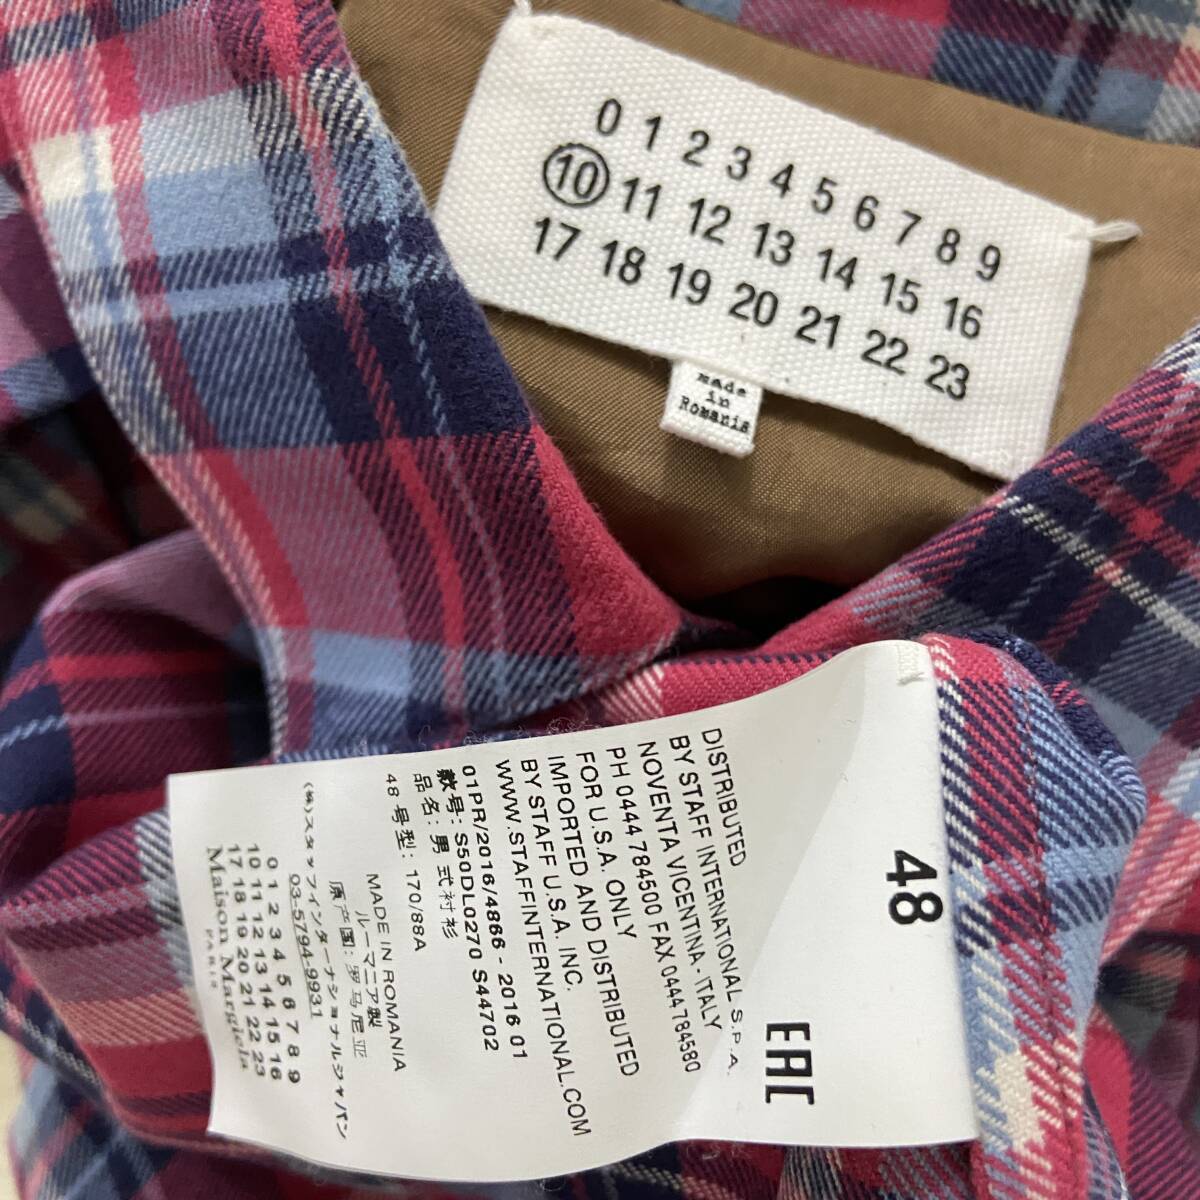 0 1 2 3 4 5 6 7 8 9
10 11 12 13 14 15 16
17 18 19 20 21 22 23
made
in
Romania
48
EAC
DISTRIBUTED
BY STAFF INTERNATIONAL S.P.A.
NOVENTA VICENTINA - ITALY
PH 0444 784500 FAX 0444 784580
FOR U.S.A. ONLY
IMPORTED AND DISTRIBUTED
BY STAFF U.S.A. INC.
WWW.STAFFINTERNATIONAL.COM
01PR/2016/4866 - 2016 01
款号: S50DL0270 S44702
品名: 男式衬衫
48 号型: 170/88A
MADE IN ROMANIA
ルーマニア製
原产国: 罗马尼亚
(株)スタッフインターナショナルジャパン
03-5794-9931
0 1 2 3 4 5 6 7 8 9
10 11 12 13 14 15 16
17 18 19 20 21 22 23
Maison Margiela
PARIS